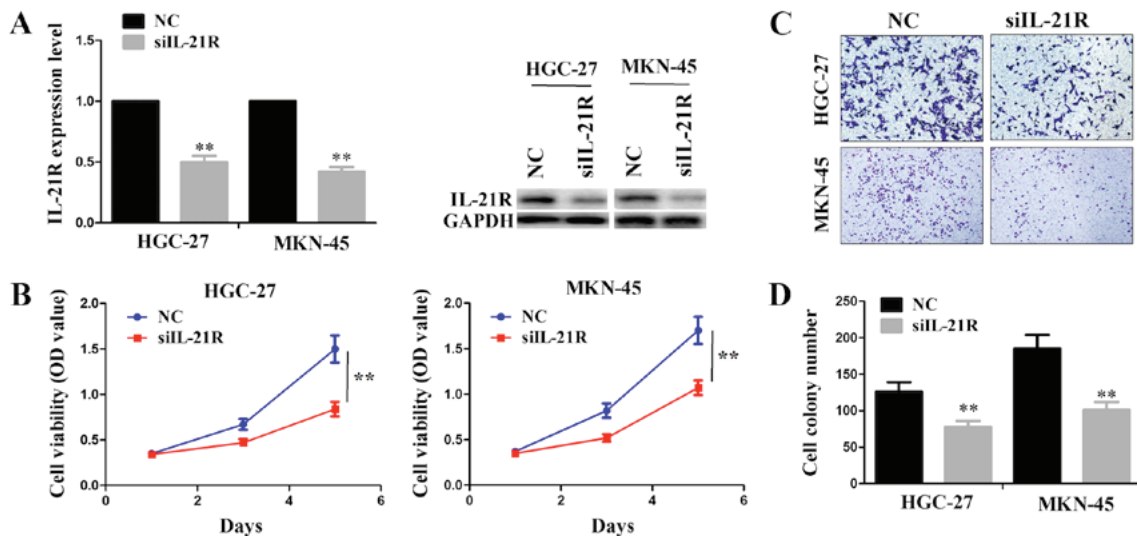 A
NC
siIL-21R
IL-21R expression level
1.5
1.0
0.5
0.0
**
**
HGC-27
MKN-45
HGC-27
MKN-45
NC
siIL-21R
NC
siIL-21R
IL-21R
GAPDH
C
NC
siIL-21R
HGC-27
MKN-45
B
HGC-27
Cell viability (OD value)
2.0
1.5
1.0
0.5
0.0
NC
siIL-21R
**
0
2
4
6
Days
MKN-45
Cell viability (OD value)
2.0
1.5
1.0
0.5
0.0
NC
siIL-21R
**
0
2
4
6
Days
D
NC
siIL-21R
Cell colony number
250
200
150
100
50
0
**
**
HGC-27
MKN-45